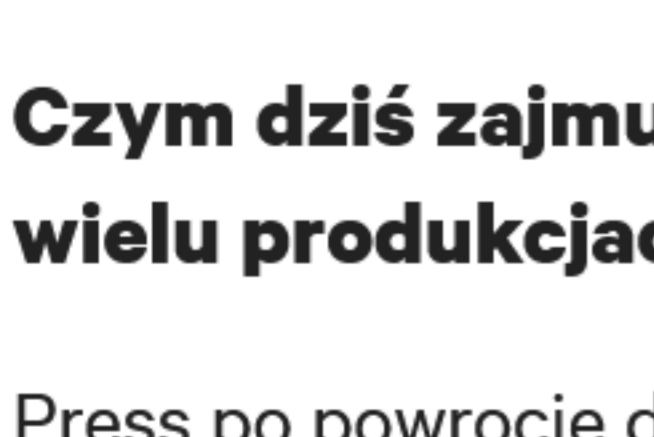 Czym dziś zajmu
wielu produkcjac
Press po powrocie d